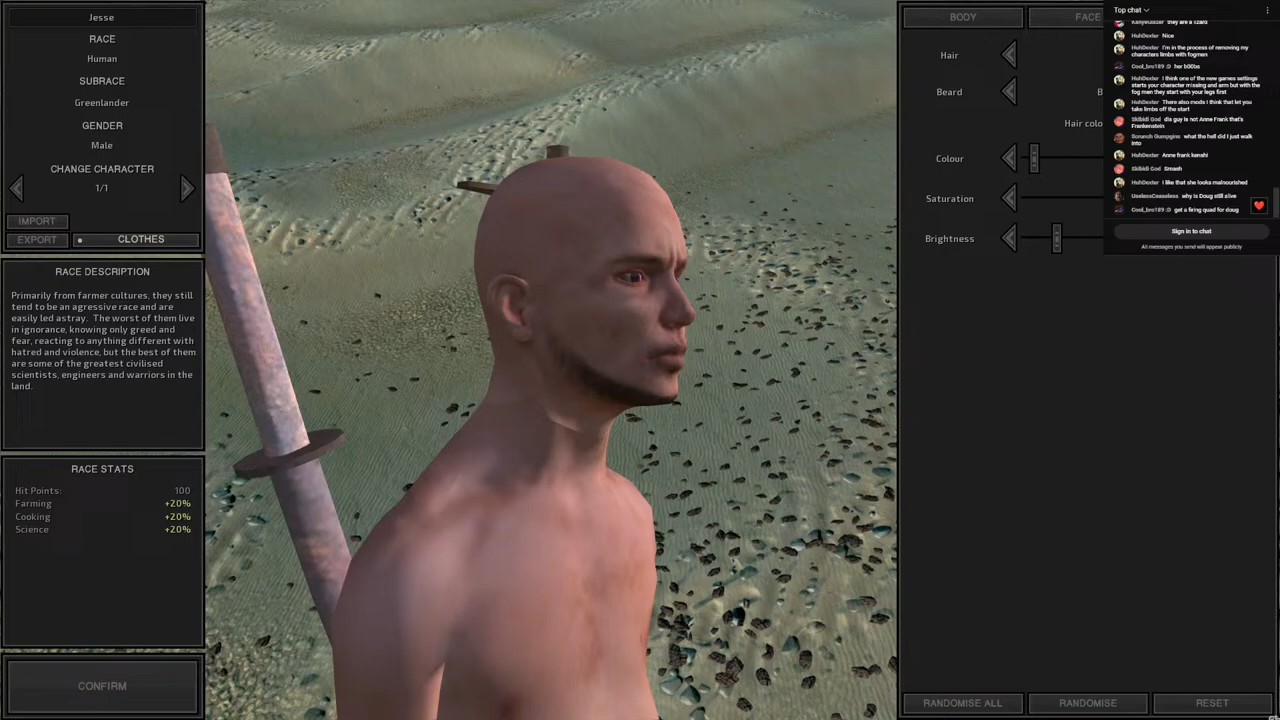 Jesse
RACE
Human
SUBRACE
Greenlander
GENDER
Male
CHANGE CHARACTER
1/1
IMPORT
EXPORT
CLOTHES
RACE DESCRIPTION
Primarily from farmer cultures, they still
tend to be an agressive race and are
easily led astray. The worst of them live
in ignorance, knowing only greed and
fear, reacting to anything different with
hatred and violence, but the best of them
are some of the greatest civilised
scientists, engineers and warriors in the
land.
RACE STATS
Hit Points: 100
Farming +20%
Cooking +20%
Science +20%
CONFIRM
BODY
FACE
Hair
Beard
B
Hair colo
Colour
Saturation
Brightness
RANDOMISE ALL
RANDOMISE
RESET
Top chat
they are a lizard
HuhDexter Nice
HuhDexter I'm in the process of removing my
characters limbs with fogmen
Cool_bro189 :D her b00bs
HuhDexter I think one of the new games settings
starts your character missing and arm but with the
fog men they start with your legs first
HuhDexter There also mods I think that let you
take limbs off the start
Skibidi God dis guy is not Anne Frank that's
Frankenstein
Scrunch Gumpgins what the hell did I just walk
into
HuhDexter Anne frank kenshi
Skibidi God Smash
HuhDexter I like that she looks malnourished
UselessCeaseless why is Doug still alive
Cool_bro189 :D get a firing quad for doug
Sign in to chat
All messages you send will appear publicly